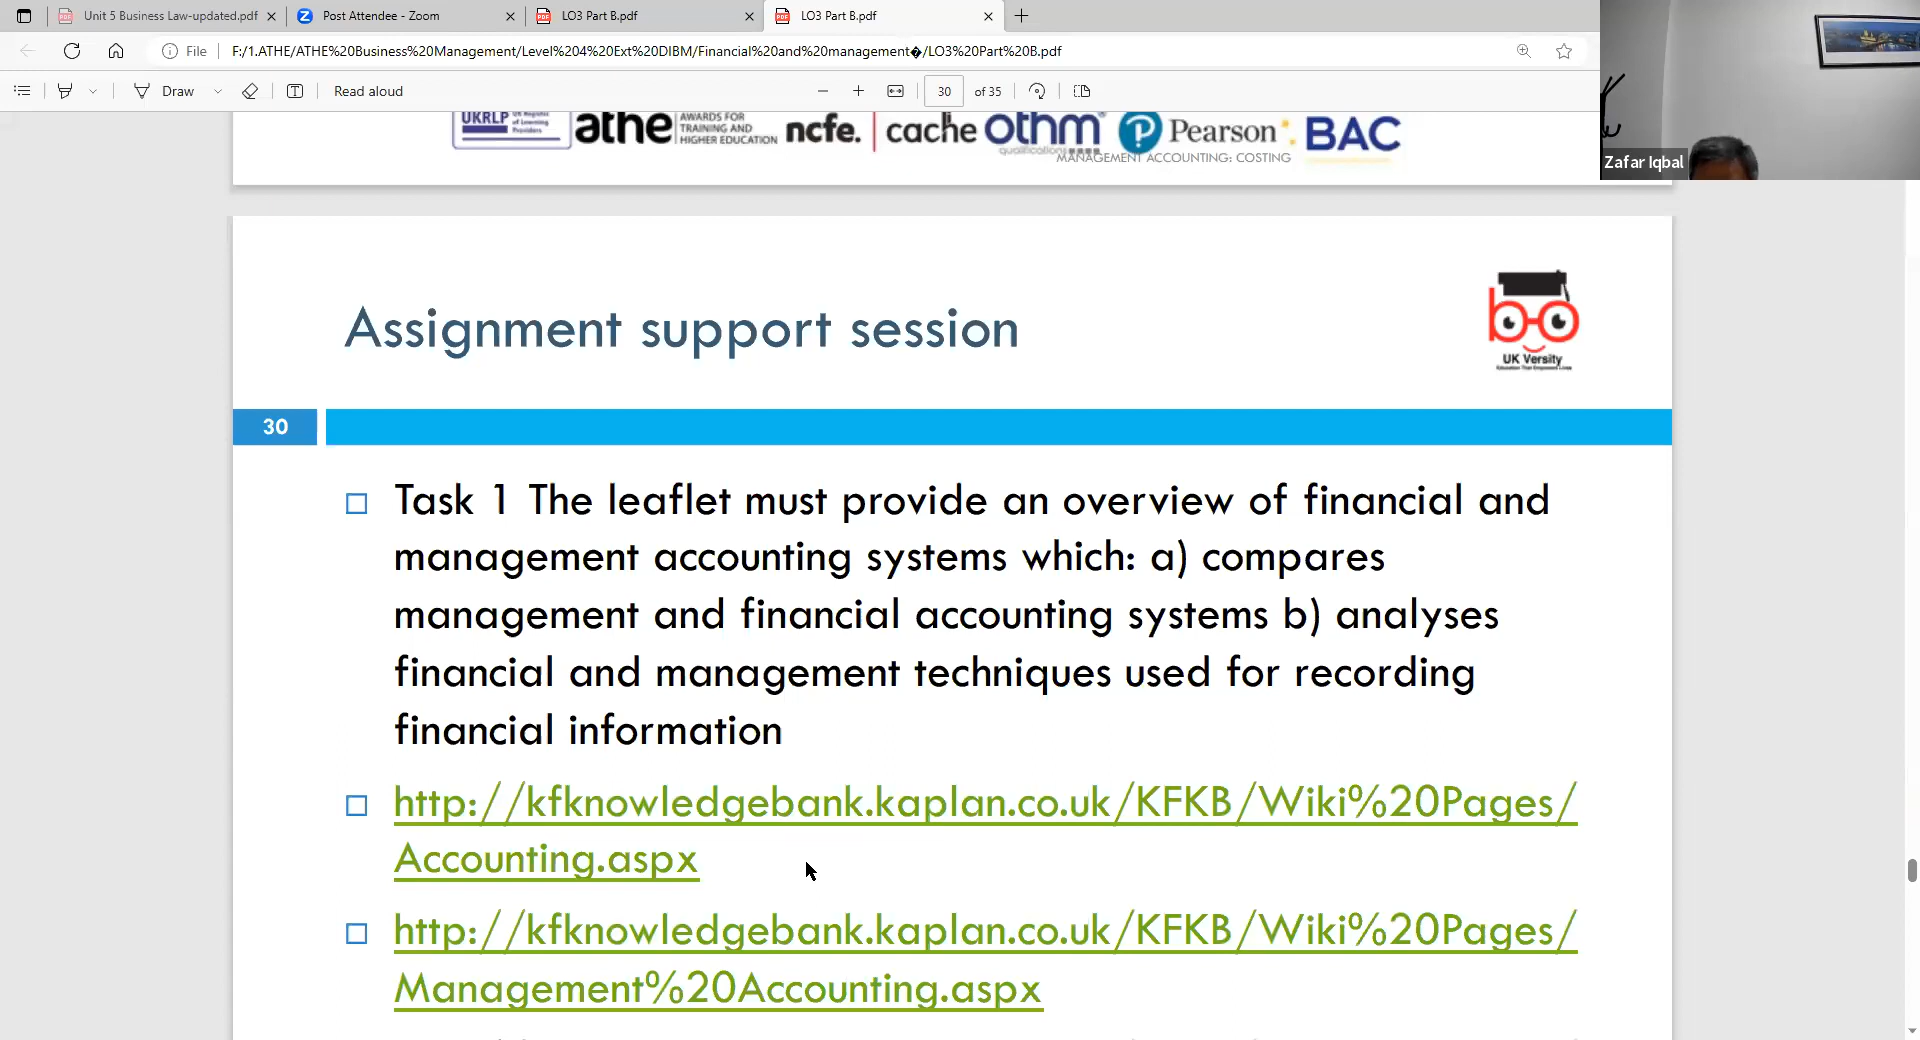 Unit 5 Business Law-updated.pdf
Post Attendee - Zoom
LO3 Part B.pdf
LO3 Part B.pdf
File
F:/1.ATHE/ATHE%20Business%20Management/Level%204%20Ext%20DIBM/Financial%20and%20management�/LO3%20Part%20B.pdf
Draw
Read aloud
30
of 35
UKRLP
athe
AWARDS FOR
TRAINING AND
HIGHER EDUCATION
ncfe.
cache
othm
qualifications
Pearson
BAC
MANAGEMENT ACCOUNTING: COSTING
Zafar Iqbal
Assignment support session
UK Versity
30
Task 1 The leaflet must provide an overview of financial and
management accounting systems which: a) compares
management and financial accounting systems b) analyses
financial and management techniques used for recording
financial information
http://kfknowledgebank.kaplan.co.uk/KFKB/Wiki%20Pages/
Accounting.aspx
http://kfknowledgebank.kaplan.co.uk/KFKB/Wiki%20Pages/
Management%20Accounting.aspx